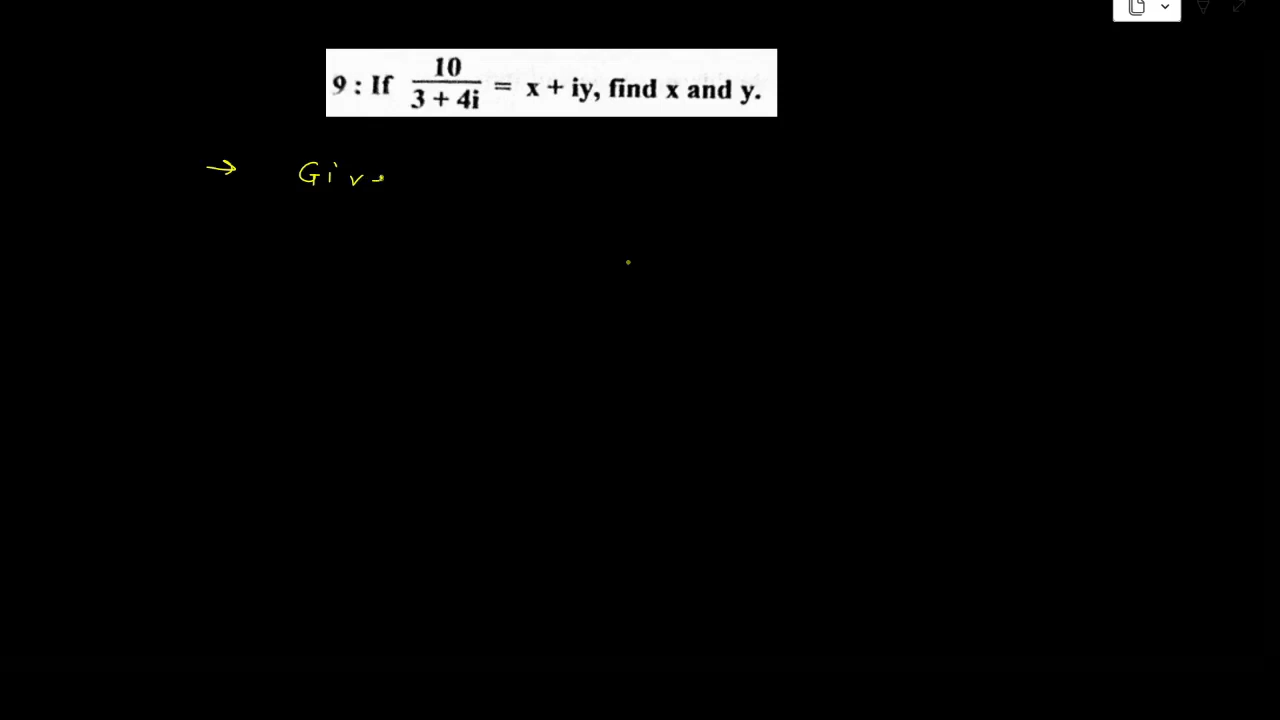 9 : If 10/(3 + 4i) = x + iy, find x and y.
→ Giv